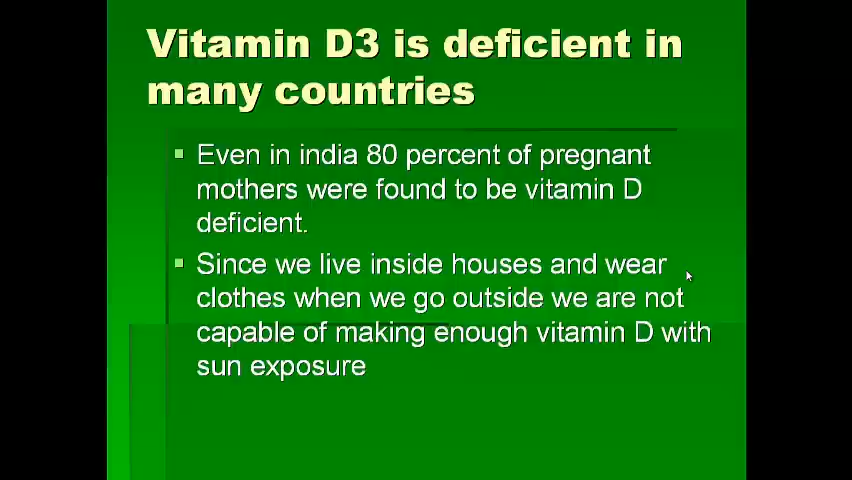 Vitamin D3 is deficient in
many countries
Even in india 80 percent of pregnant
mothers were found to be vitamin D
deficient.
Since we live inside houses and wear
clothes when we go outside we are not
capable of making enough vitamin D with
sun exposure